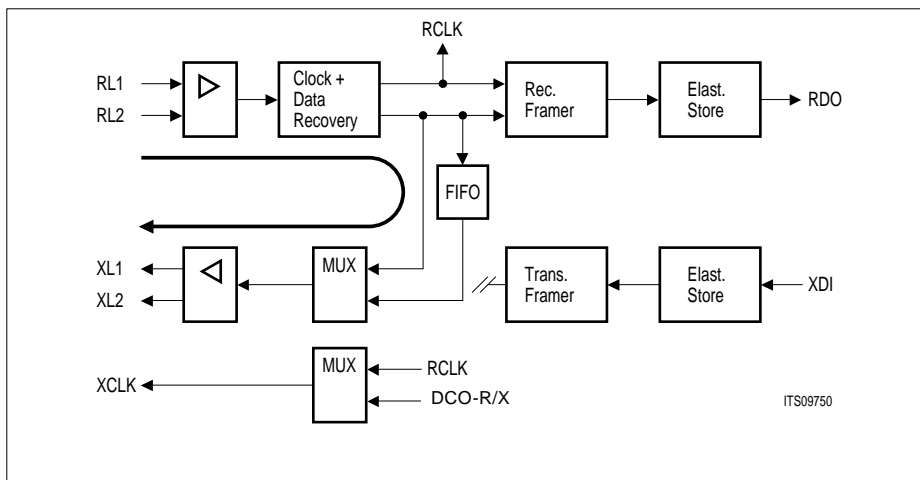 RCLK
RL1
RL2
Clock +
Data
Recovery
Rec.
Framer
Elast.
Store
RDO
FIFO
XL1
XL2
MUX
Trans.
Framer
Elast.
Store
XDI
XCLK
MUX
RCLK
DCO-R/X
ITS09750